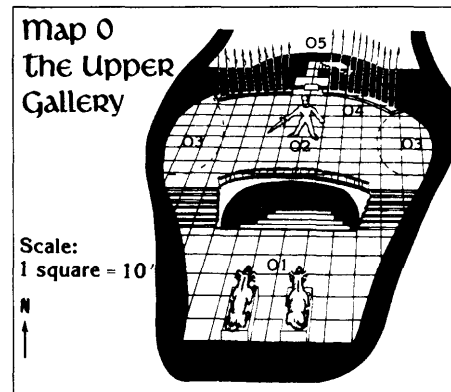 Map O
The Upper
Gallery
O5
O4
O3
O2
O3
O1
Scale:
1 square = 10'
N